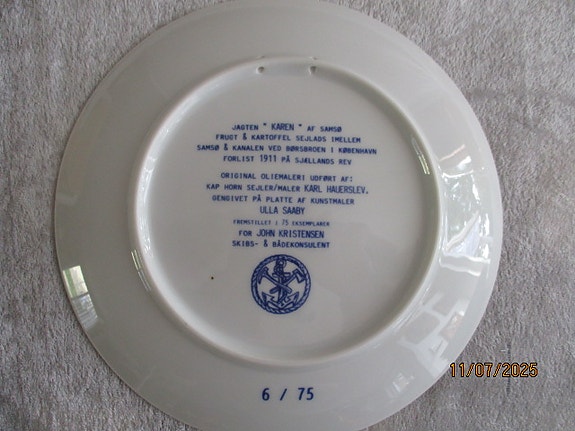 JAGTEN " KAREN " AF SAMSØ
FRUGT & KARTOFFEL SEJLADS IMELLEM
SAMSØ & KANALEN VED BØRSBROEN I KØBENHAVN
FORLIST 1911 PÅ SJÆLLANDS REV
ORIGINAL OLIEMALERI UDFØRT AF:
KAP HORN SEJLER/MALER KARL HAUERSLEV.
GENGIVET PÅ PLATTE AF KUNSTMALER
ULLA SAABY
FREMSTILLET I 75 EKSEMPLARER
FOR JOHN KRISTENSEN
SKIBS- & BÅDEKONSULENT
6 / 75
11/07/2025